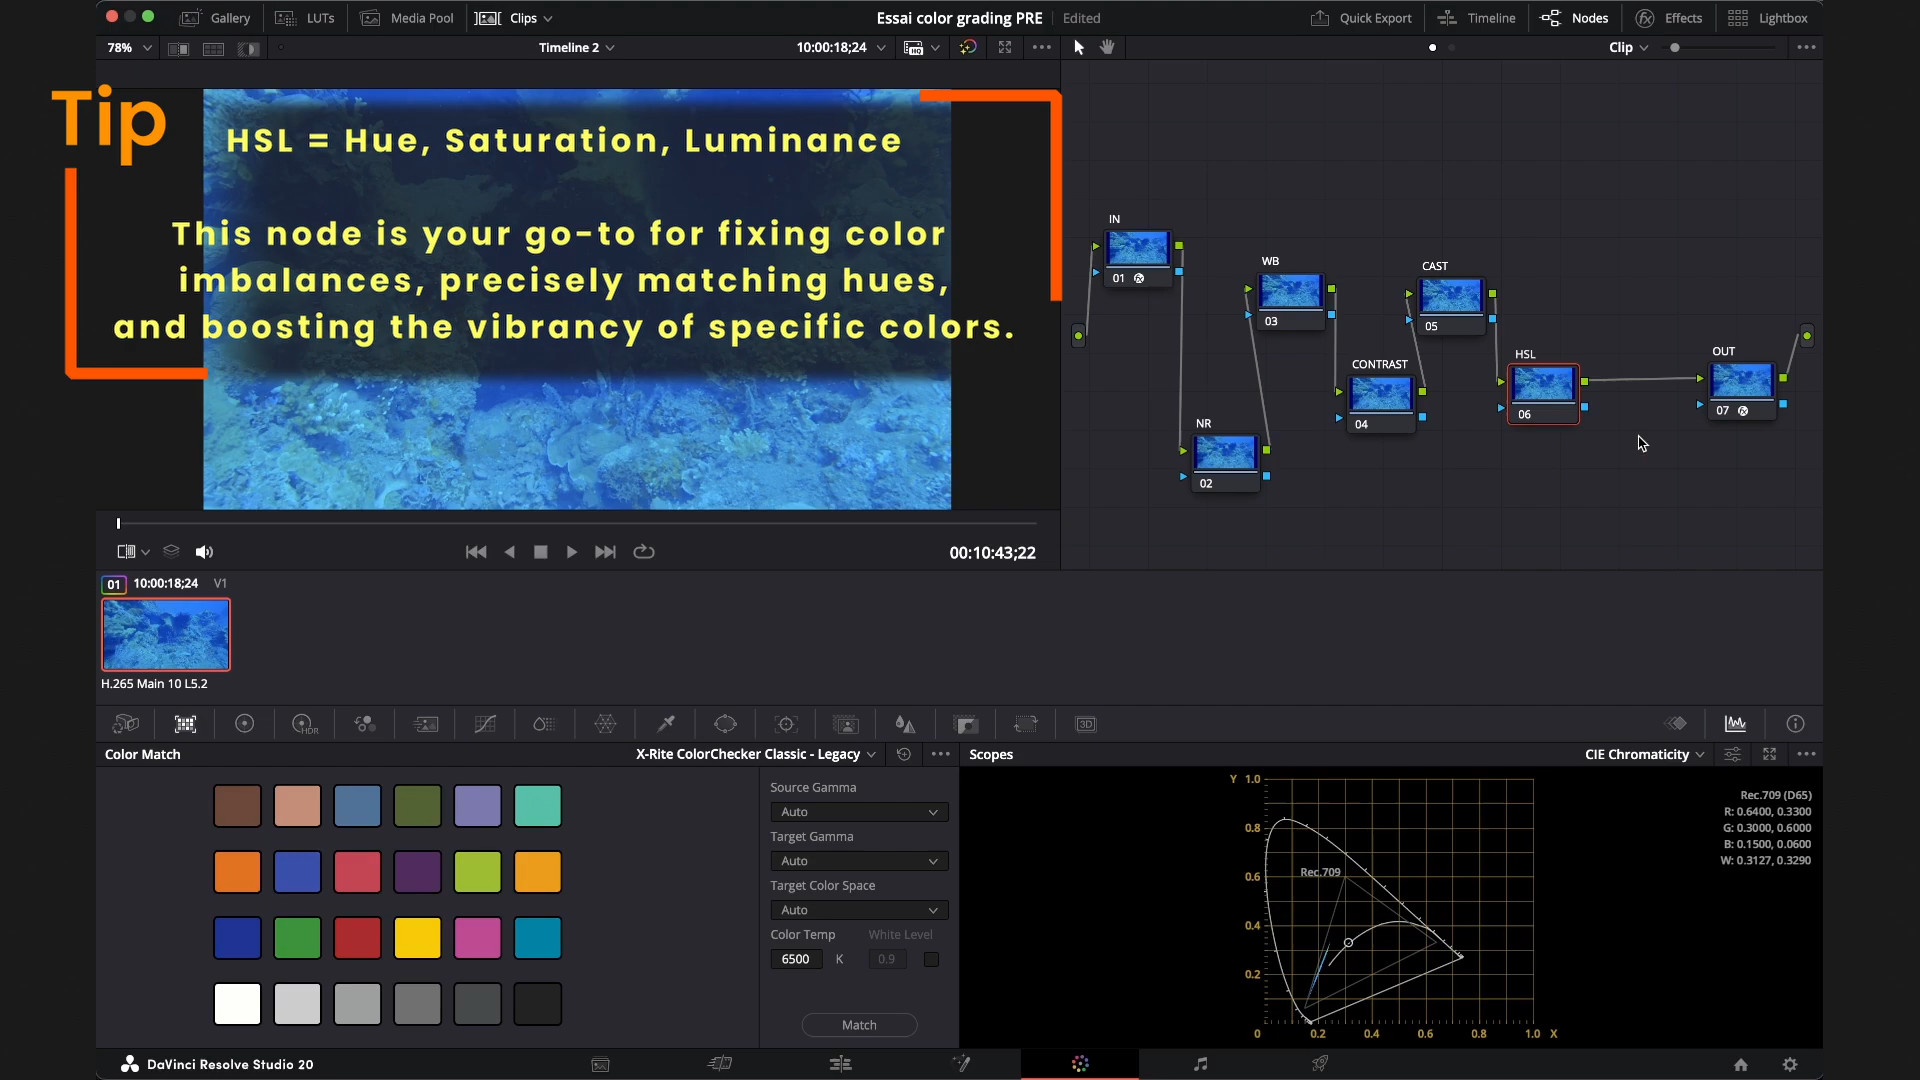 Gallery
LUTs
Media Pool
Clips
Essai color grading PRE
Edited
Quick Export
Timeline
Nodes
Effects
Lightbox
78%
Timeline 2
10:00:18;24
Clip
Tip
HSL = Hue, Saturation, Luminance
This node is your go-to for fixing color
imbalances, precisely matching hues,
and boosting the vibrancy of specific colors.
IN
01
WB
03
CAST
05
CONTRAST
04
HSL
06
OUT
07
NR
02
00:10:43;22
01 10:00:18;24 V1
H.265 Main 10 L5.2
HDR
3D
Color Match
X-Rite ColorChecker Classic - Legacy
Source Gamma
Auto
Target Gamma
Auto
Target Color Space
Auto
Color Temp
White Level
6500 K
0.9
Match
Scopes
CIE Chromaticity
Rec.709 (D65)
R: 0.6400, 0.3300
G: 0.3000, 0.6000
B: 0.1500, 0.0600
W: 0.3127, 0.3290
Y 1.0
0.8
0.6
0.4
0.2
Rec.709
0 0.2 0.4 0.6 0.8 1.0 X
DaVinci Resolve Studio 20